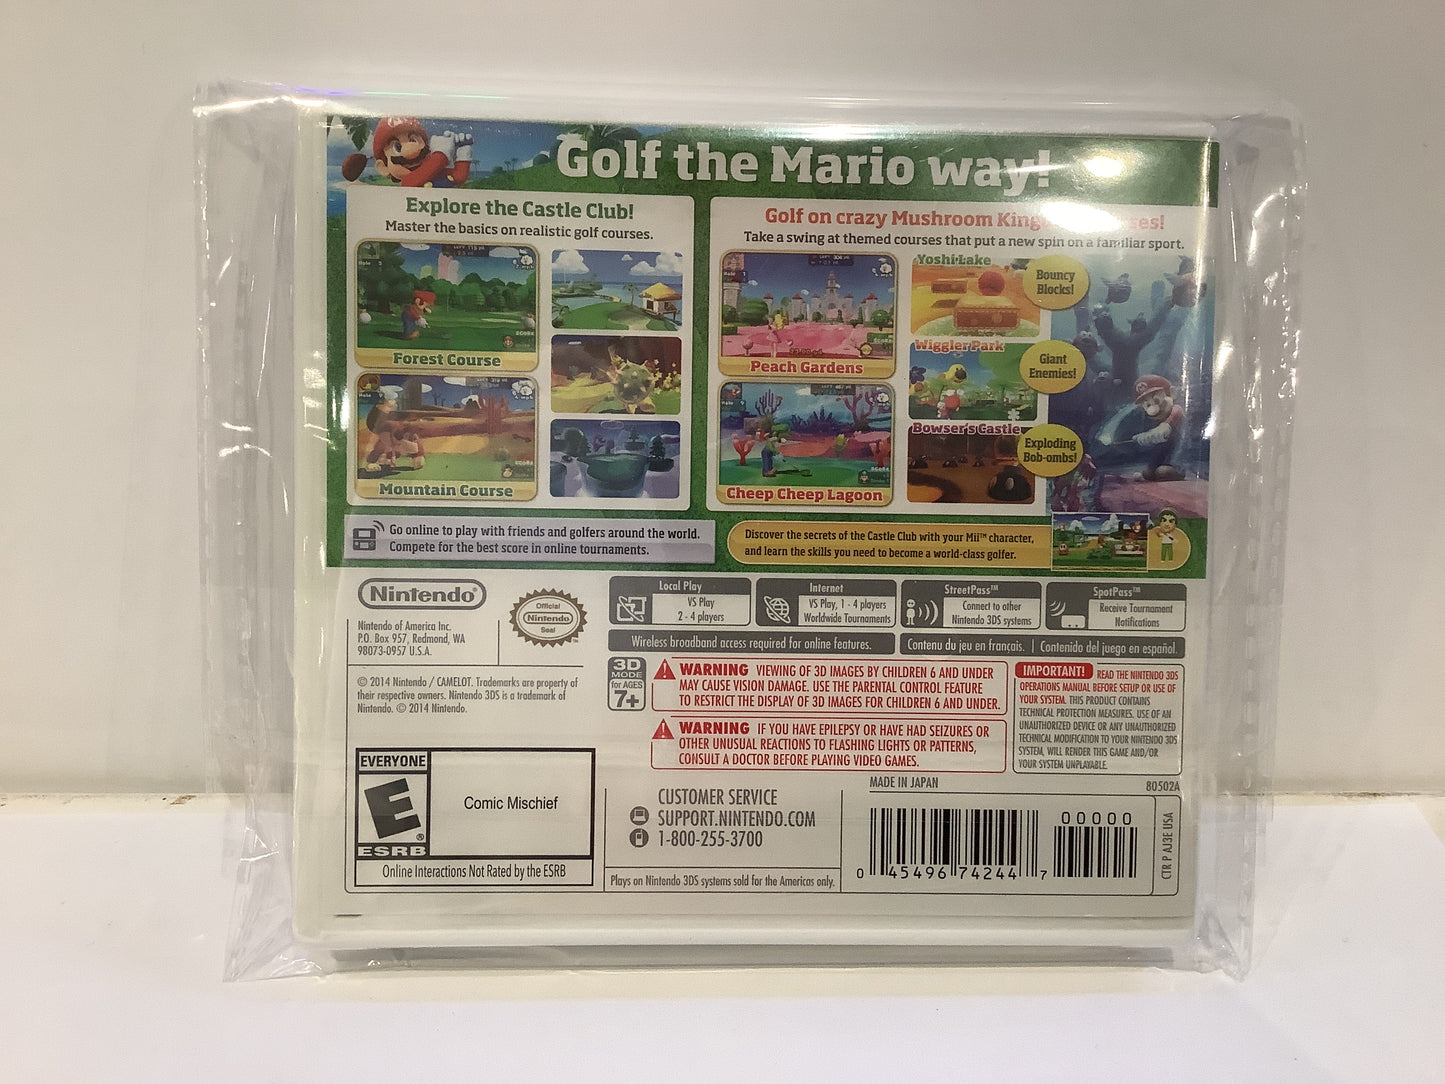 Golf the Mario way!
Explore the Castle Club!
Master the basics on realistic golf courses.
Forest Course
Mountain Course
Golf on crazy Mushroom
Take a swing at themed courses that put a new spin on a familiar sport.
Peach Gardens
Cheep Cheep Lagoon
Yoshi Lake
Bouncy
Blocks!
Wiggler Park
Giant
Enemies!
Bowser's Castle
Exploding
Bob-ombs!
Go online to play with friends and golfers around the world.
Compete for the best score in online tournaments.
Discover the secrets of the Castle Club with your Mii™ character,
and learn the skills you need to become a world-class golfer.
Nintendo®
Nintendo of America Inc.
P.O. Box 957, Redmond, WA
98073-0957 U.S.A.
Official
Nintendo
Seal
Local Play
VS Play
2 - 4 players
Internet
VS Play, 1 - 4 players
Worldwide Tournaments
StreetPass™
Connect to other
Nintendo 3DS systems
SpotPass™
Receive Tournament
Notifications
Wireless broadband access required for online features.
Contenu du jeu en français.
Contenido del juego en español.
© 2014 Nintendo / CAMELOT. Trademarks are property of
their respective owners. Nintendo 3DS is a trademark of
Nintendo. © 2014 Nintendo.
3D
MODE
for AGES
7+
WARNING VIEWING OF 3D IMAGES BY CHILDREN 6 AND UNDER
MAY CAUSE VISION DAMAGE. USE THE PARENTAL CONTROL FEATURE
TO RESTRICT THE DISPLAY OF 3D IMAGES FOR CHILDREN 6 AND UNDER.
WARNING IF YOU HAVE EPILEPSY OR HAVE HAD SEIZURES OR
OTHER UNUSUAL REACTIONS TO FLASHING LIGHTS OR PATTERNS,
CONSULT A DOCTOR BEFORE PLAYING VIDEO GAMES.
IMPORTANT! READ THE NINTENDO 3DS
OPERATIONS MANUAL BEFORE SETUP OR USE OF
YOUR SYSTEM. THIS PRODUCT CONTAINS
TECHNICAL PROTECTION MEASURES. USE OF AN
UNAUTHORIZED DEVICE OR ANY UNAUTHORIZED
TECHNICAL MODIFICATION TO YOUR NINTENDO 3DS
SYSTEM, WILL RENDER THIS GAME AND/OR
YOUR SYSTEM UNPLAYABLE.
EVERYONE
E
®
ESRB
Comic Mischief
Online Interactions Not Rated by the ESRB
CUSTOMER SERVICE
SUPPORT.NINTENDO.COM
1-800-255-3700
Plays on Nintendo 3DS systems sold for the Americas only.
MADE IN JAPAN
80502A
00000
0 45496 74244 7
CTR P AJ3E USA